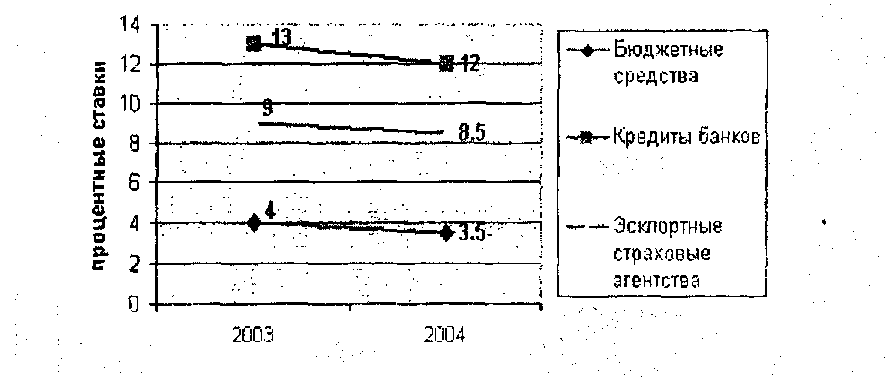 14
12
10
8
6
4
2
0
процентные ставки
13
12
9
8.5
4
3.5
2003
2004
Бюджетные
средства
Кредиты банков
Эсклортные
страховые
агентства